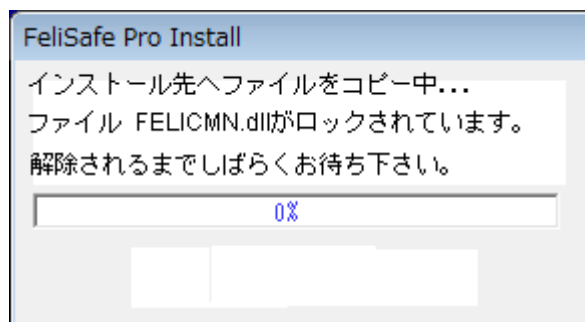 FeliSafe Pro Install
インストール先へファイルをコピー中...
ファイル FELICMN.dllがロックされています。
解除されるまでしばらくお待ち下さい。
0%